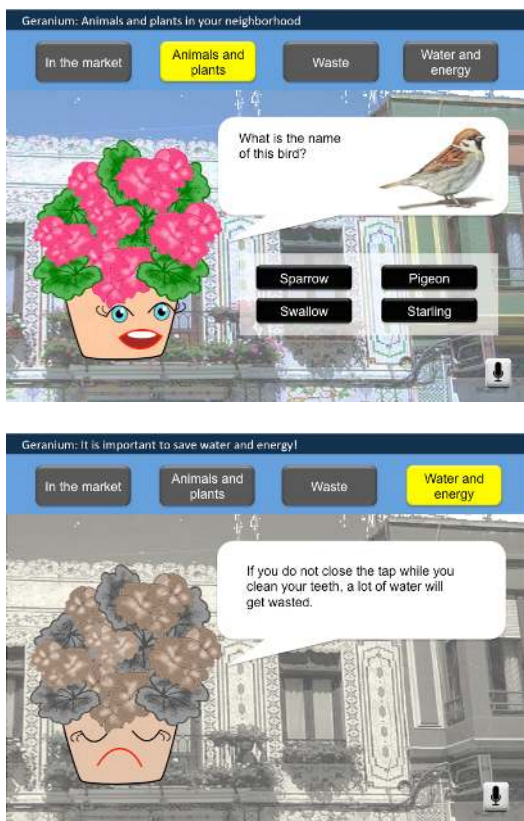 Geranium: Animals and plants in your neighborhood
In the market
Animals and
plants
Waste
Water and
energy
What is the name
of this bird?
Sparrow
Pigeon
Swallow
Starling
Geranium: It is important to save water and energy!
In the market
Animals and
plants
Waste
Water and
energy
If you do not close the tap while you
clean your teeth, a lot of water will
get wasted.